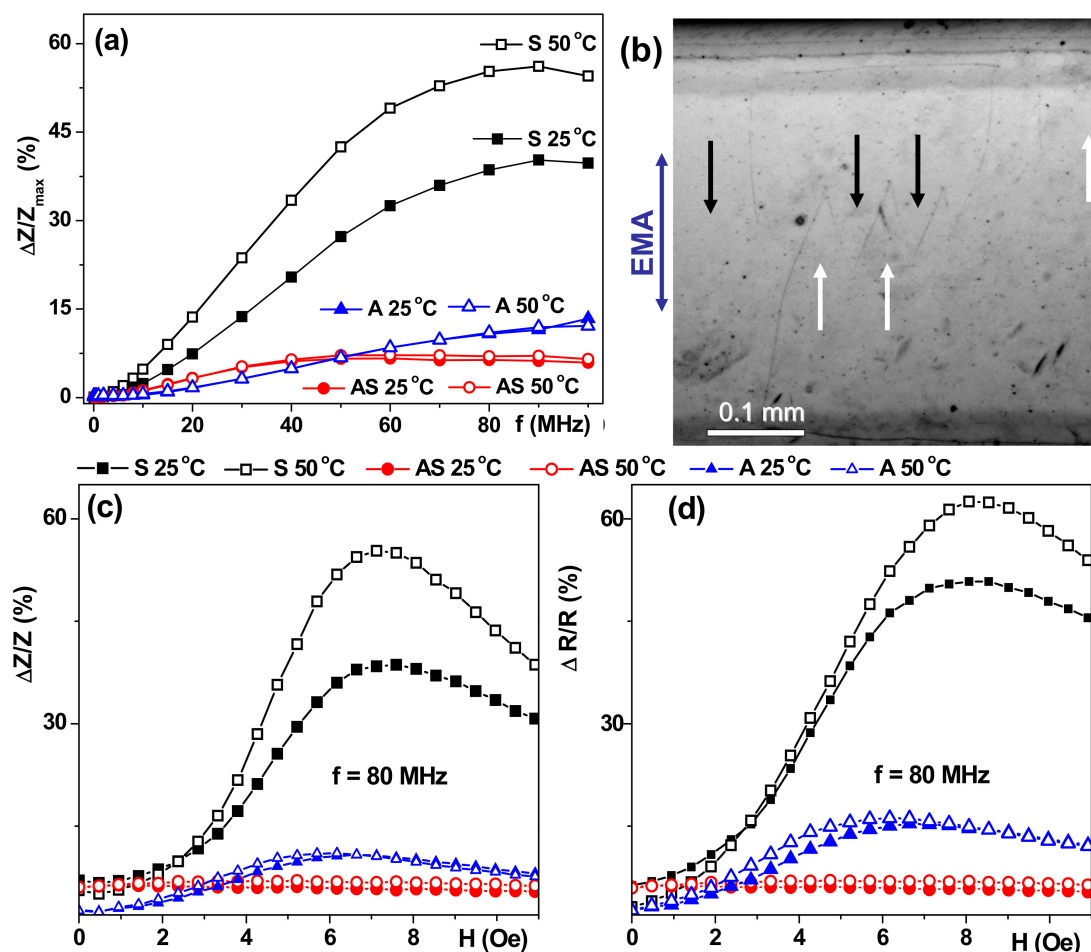 (a)
60
45
30
15
0
ΔZ/Zmax (%)
S 50 °C
S 25 °C
A 25 °C
A 50 °C
AS 25 °C
AS 50 °C
0 20 40 60 80
f (MHz)
(b)
EMA
0.1 mm
S 25 °C S 50 °C AS 25 °C AS 50 °C A 25 °C A 50 °C
(c)
60
30
ΔZ/Z (%)
f = 80 MHz
0 2 4 6 8
H (Oe)
(d)
60
30
Δ R/R (%)
f = 80 MHz
0 2 4 6 8
H (Oe)